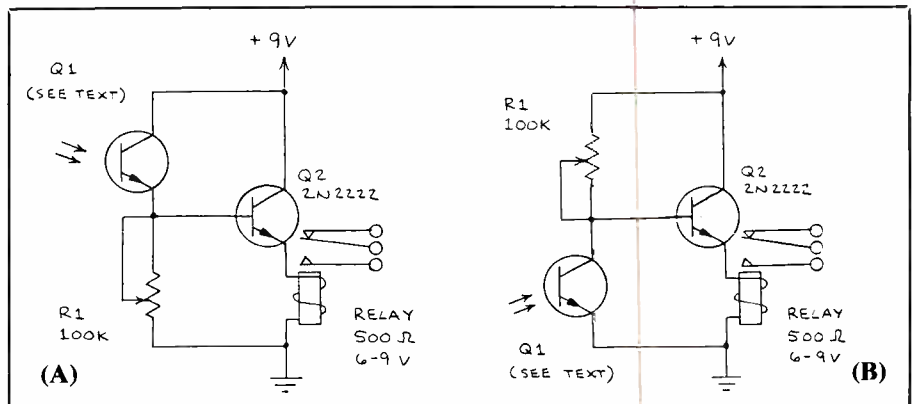 + 9V
Q1
(SEE TEXT)
Q2
2N2222
R1
100K
RELAY
500 Ω
6-9 V
(A)
+ 9V
R1
100K
Q2
2N2222
Q1
(SEE TEXT)
RELAY
500 Ω
6-9 V
(B)